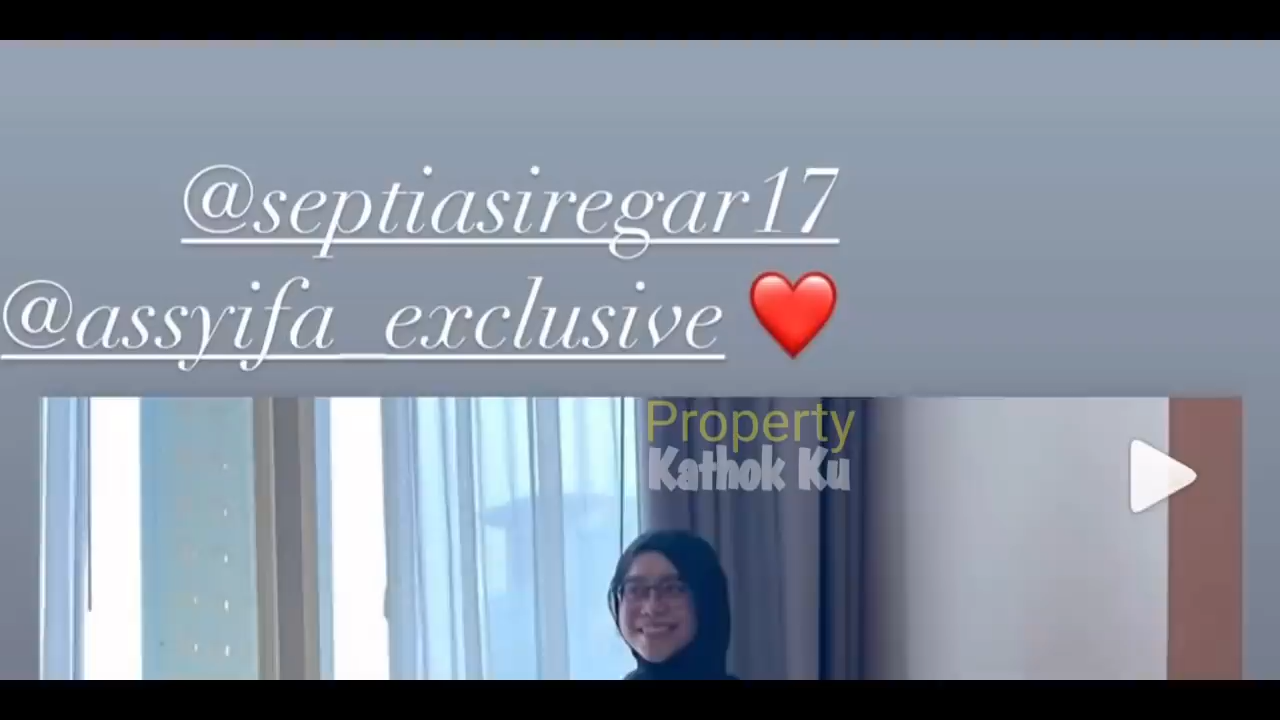 @septiasiregar17
@assyifa_exclusive ❤️
Property
Kathok Ku